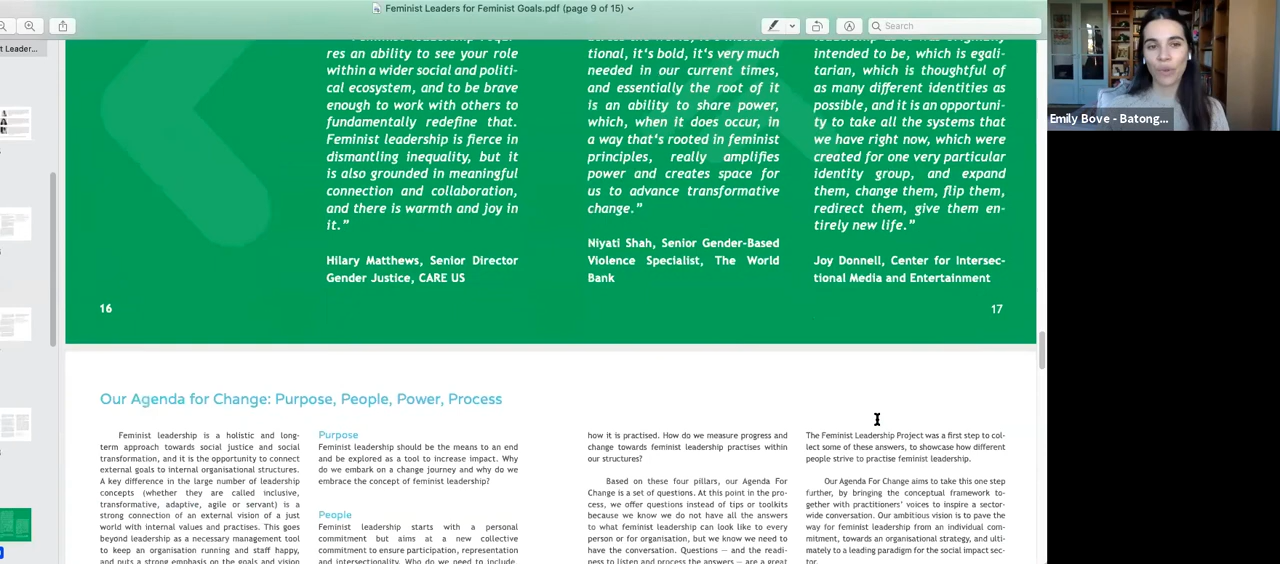 Feminist Leaders for Feminist Goals.pdf (page 9 of 15)
Search
t Leader...
res an ability to see your role
within a wider social and politi-
cal ecosystem, and to be brave
enough to work with others to
fundamentally redefine that.
Feminist leadership is fierce in
dismantling inequality, but it
is also grounded in meaningful
connection and collaboration,
and there is warmth and joy in
it.”
Hilary Matthews, Senior Director
Gender Justice, CARE US
16
tional, it‘s bold, it‘s very much
needed in our current times,
and essentially the root of it
is an ability to share power,
which, when it does occur, in
a way that‘s rooted in feminist
principles, really amplifies
power and creates space for
us to advance transformative
change.”
Niyati Shah, Senior Gender-Based
Violence Specialist, The World
Bank
intended to be, which is egali-
tarian, which is thoughtful of
as many different identities as
possible, and it is an opportuni-
ty to take all the systems that
we have right now, which were
created for one very particular
identity group, and expand
them, change them, flip them,
redirect them, give them en-
tirely new life.”
Joy Donnell, Center for Intersec-
tional Media and Entertainment
17
Emily Bove - Batong...
Our Agenda for Change: Purpose, People, Power, Process
Feminist leadership is a holistic and long-
term approach towards social justice and social
transformation, and it is the opportunity to connect
external goals to internal organisational structures.
A key difference in the large number of leadership
concepts (whether they are called inclusive,
transformative, adaptive, agile or servant) is a
strong connection of an external vision of a just
world with internal values and practises. This goes
beyond leadership as a necessary management tool
to keep an organisation running and staff happy,
and puts a strong emphasis on the goals and vision
Purpose
Feminist leadership should be the means to an end
and be explored as a tool to increase impact. Why
do we embark on a change journey and why do we
embrace the concept of feminist leadership?
People
Feminist leadership starts with a personal
commitment but aims at a new collective
commitment to ensure participation, representation
and intersectionality. Who do we need to include,
how it is practised. How do we measure progress and
change towards feminist leadership practises within
our structures?
Based on these four pillars, our Agenda For
Change is a set of questions. At this point in the pro-
cess, we offer questions instead of tips or toolkits
because we know we do not have all the answers
to what feminist leadership can look like to every
person or for organisation, but we know we need to
have the conversation. Questions — and the readi-
ness to listen and process the answers — are a great
The Feminist Leadership Project was a first step to col-
lect some of these answers, to showcase how different
people strive to practise feminist leadership.
Our Agenda For Change aims to take this one step
further, by bringing the conceptual framework to-
gether with practitioners’ voices to inspire a sector-
wide conversation. Our ambitious vision is to pave the
way for feminist leadership from an individual com-
mitment, towards an organisational strategy, and ulti-
mately to a leading paradigm for the social impact sec-
tor.